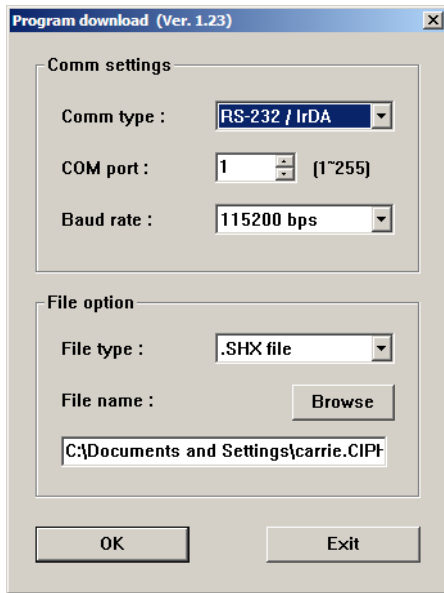 Program download (Ver. 1.23)
Comm settings
Comm type : RS-232 / IrDA
COM port : 1 (1~255)
Baud rate : 115200 bps
File option
File type : .SHX file
File name : Browse
C:\Documents and Settings\carrie.CIPH
OK Exit